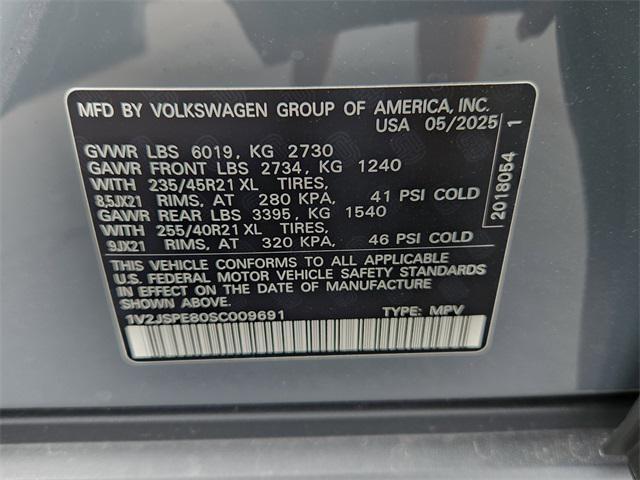 MFD BY VOLKSWAGEN GROUP OF AMERICA, INC.
USA 05/2025
GVWR LBS 6019, KG 2730
GAWR FRONT LBS 2734, KG 1240
WITH 235/45R21 XL TIRES,
8,5JX21 RIMS, AT 280 KPA, 41 PSI COLD
GAWR REAR LBS 3395, KG 1540
WITH 255/40R21 XL TIRES,
9JX21 RIMS, AT 320 KPA, 46 PSI COLD
THIS VEHICLE CONFORMS TO ALL APPLICABLE
U.S. FEDERAL MOTOR VEHICLE SAFETY STANDARDS
IN EFFECT ON THE DATE OF MANUFACTURE
SHOWN ABOVE.
1V2JSPE80SC009691 TYPE: MPV
2018054 1